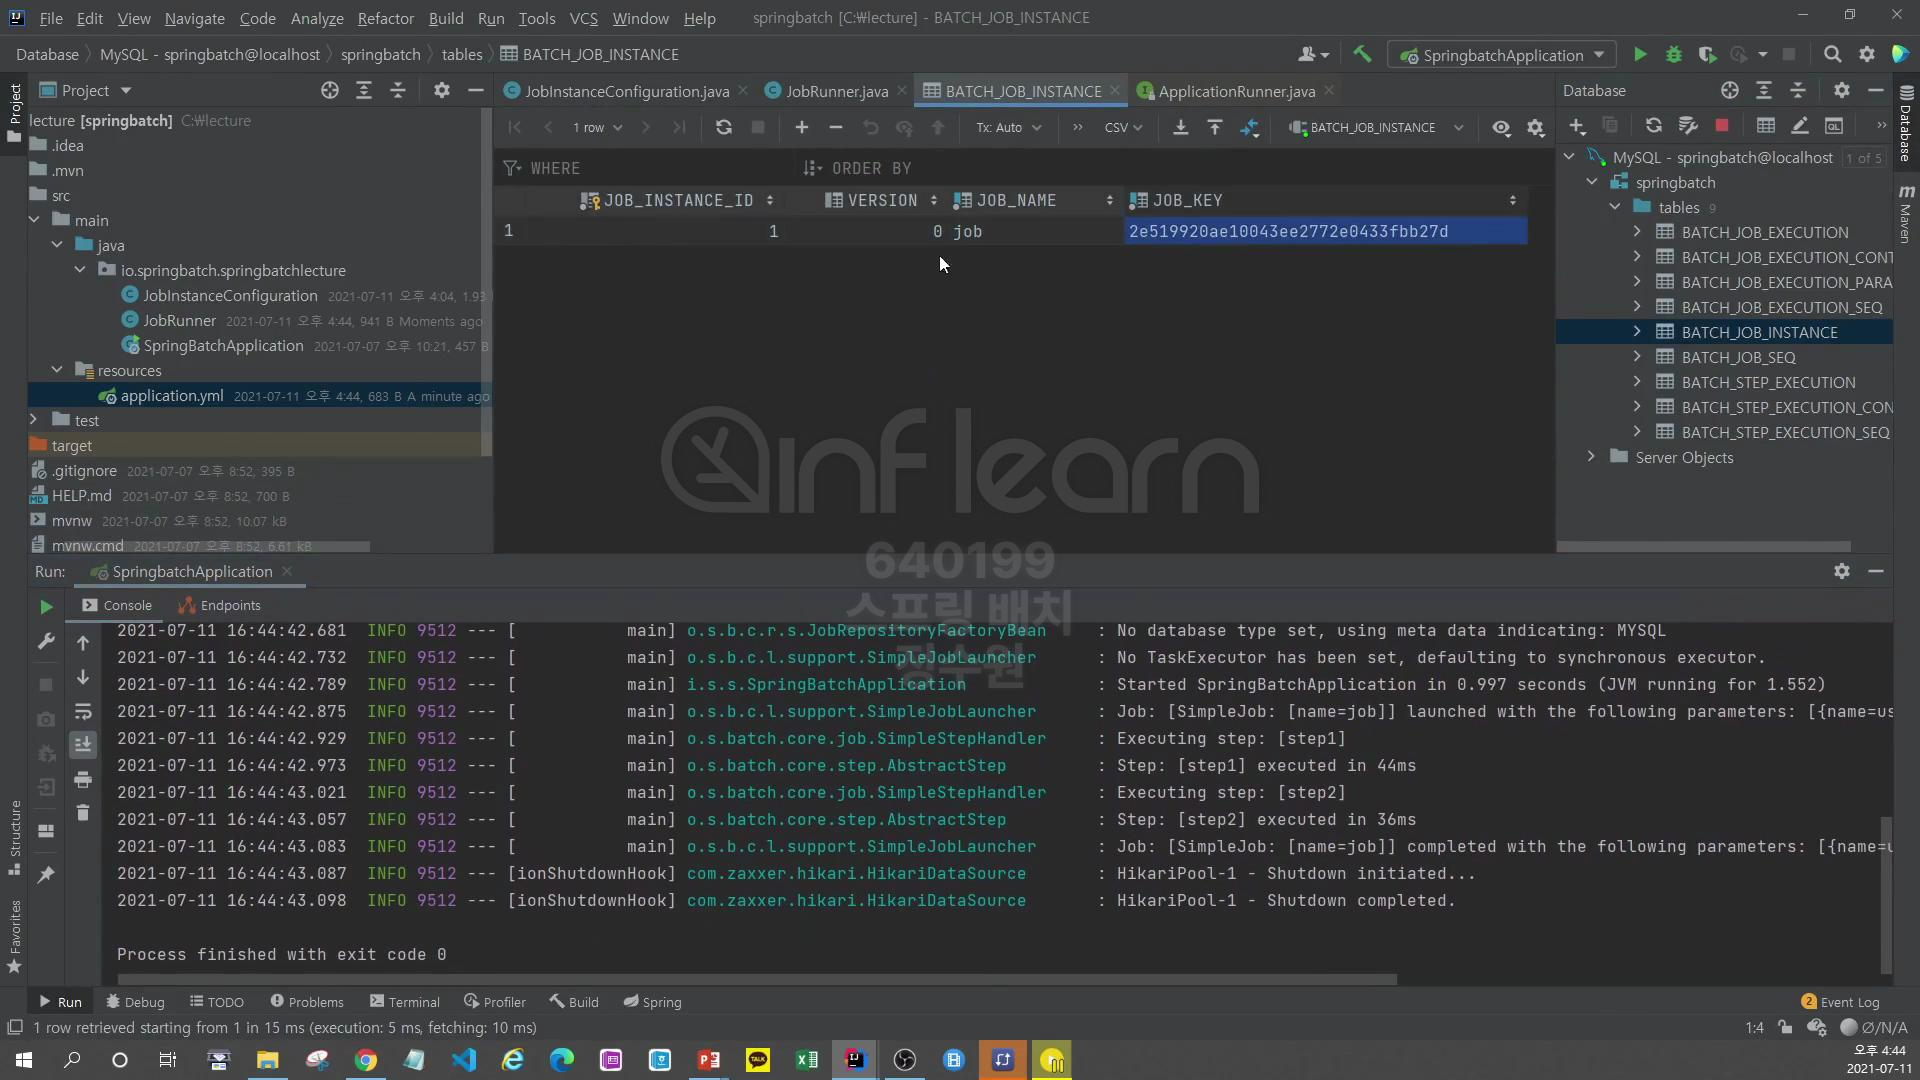 File Edit View Navigate Code Analyze Refactor Build Run Tools VCS Window Help springbatch [C:\lecture] - BATCH_JOB_INSTANCE
Database MySQL - springbatch@localhost springbatch tables BATCH_JOB_INSTANCE SpringbatchApplication
Project
lecture [springbatch] C:\lecture
.idea
.mvn
src
main
java
io.springbatch.springbatchlecture
JobInstanceConfiguration 2021-07-11 오후 4:04, 1.93
JobRunner 2021-07-11 오후 4:44, 941 B Moments ago
SpringBatchApplication 2021-07-07 오후 10:21, 457 B
resources
application.yml 2021-07-11 오후 4:44, 683 B A minute ago
test
target
.gitignore 2021-07-07 오후 8:52, 395 B
HELP.md 2021-07-07 오후 8:52, 700 B
mvnw 2021-07-07 오후 8:52, 10.07 kB
mvnw.cmd 2021-07-07 오후 8:52, 6.61 kB
JobInstanceConfiguration.java JobRunner.java BATCH_JOB_INSTANCE ApplicationRunner.java
1 row Tx: Auto CSV BATCH_JOB_INSTANCE
WHERE ORDER BY
JOB_INSTANCE_ID VERSION JOB_NAME JOB_KEY
1 1 0 job 2e519920ae10043ee2772e0433fbb27d
inflearn
640199
스프링 배치
정수원
Database
MySQL - springbatch@localhost 1 of 5
springbatch
tables 9
BATCH_JOB_EXECUTION
BATCH_JOB_EXECUTION_CONT
BATCH_JOB_EXECUTION_PARA
BATCH_JOB_EXECUTION_SEQ
BATCH_JOB_INSTANCE
BATCH_JOB_SEQ
BATCH_STEP_EXECUTION
BATCH_STEP_EXECUTION_CON
BATCH_STEP_EXECUTION_SEQ
Server Objects
Project
Structure
Favorites
Database
Maven
Run: SpringbatchApplication
Console Endpoints
2021-07-11 16:44:42.681 INFO 9512 --- [ main] o.s.b.c.r.s.JobRepositoryFactoryBean : No database type set, using meta data indicating: MYSQL
2021-07-11 16:44:42.732 INFO 9512 --- [ main] o.s.b.c.l.support.SimpleJobLauncher : No TaskExecutor has been set, defaulting to synchronous executor.
2021-07-11 16:44:42.789 INFO 9512 --- [ main] i.s.s.SpringBatchApplication : Started SpringBatchApplication in 0.997 seconds (JVM running for 1.552)
2021-07-11 16:44:42.875 INFO 9512 --- [ main] o.s.b.c.l.support.SimpleJobLauncher : Job: [SimpleJob: [name=job]] launched with the following parameters: [{name=us
2021-07-11 16:44:42.929 INFO 9512 --- [ main] o.s.batch.core.job.SimpleStepHandler : Executing step: [step1]
2021-07-11 16:44:42.973 INFO 9512 --- [ main] o.s.batch.core.step.AbstractStep : Step: [step1] executed in 44ms
2021-07-11 16:44:43.021 INFO 9512 --- [ main] o.s.batch.core.job.SimpleStepHandler : Executing step: [step2]
2021-07-11 16:44:43.057 INFO 9512 --- [ main] o.s.batch.core.step.AbstractStep : Step: [step2] executed in 36ms
2021-07-11 16:44:43.083 INFO 9512 --- [ main] o.s.b.c.l.support.SimpleJobLauncher : Job: [SimpleJob: [name=job]] completed with the following parameters: [{name=u
2021-07-11 16:44:43.087 INFO 9512 --- [ionShutdownHook] com.zaxxer.hikari.HikariDataSource : HikariPool-1 - Shutdown initiated...
2021-07-11 16:44:43.098 INFO 9512 --- [ionShutdownHook] com.zaxxer.hikari.HikariDataSource : HikariPool-1 - Shutdown completed.
Process finished with exit code 0
Run Debug TODO Problems Terminal Profiler Build Spring 2 Event Log
1 row retrieved starting from 1 in 15 ms (execution: 5 ms, fetching: 10 ms) 1:4 Ø/N/A
오후 4:44
2021-07-11